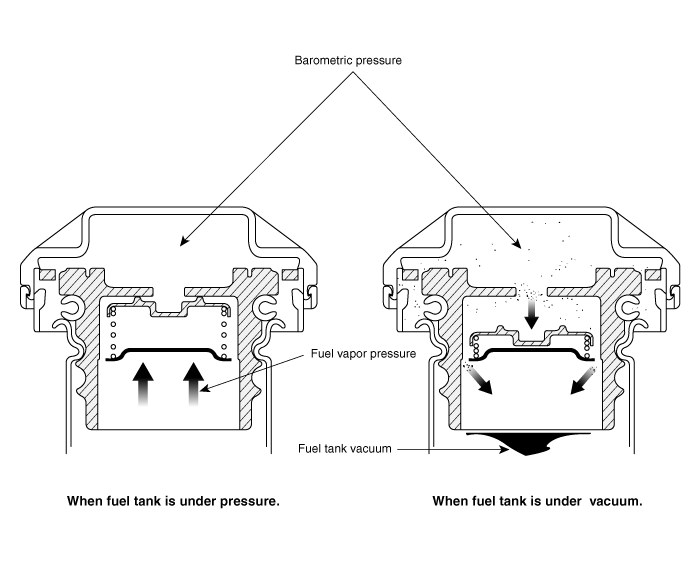 Barometric pressure
Fuel vapor pressure
Fuel tank vacuum
When fuel tank is under pressure.
When fuel tank is under vacuum.